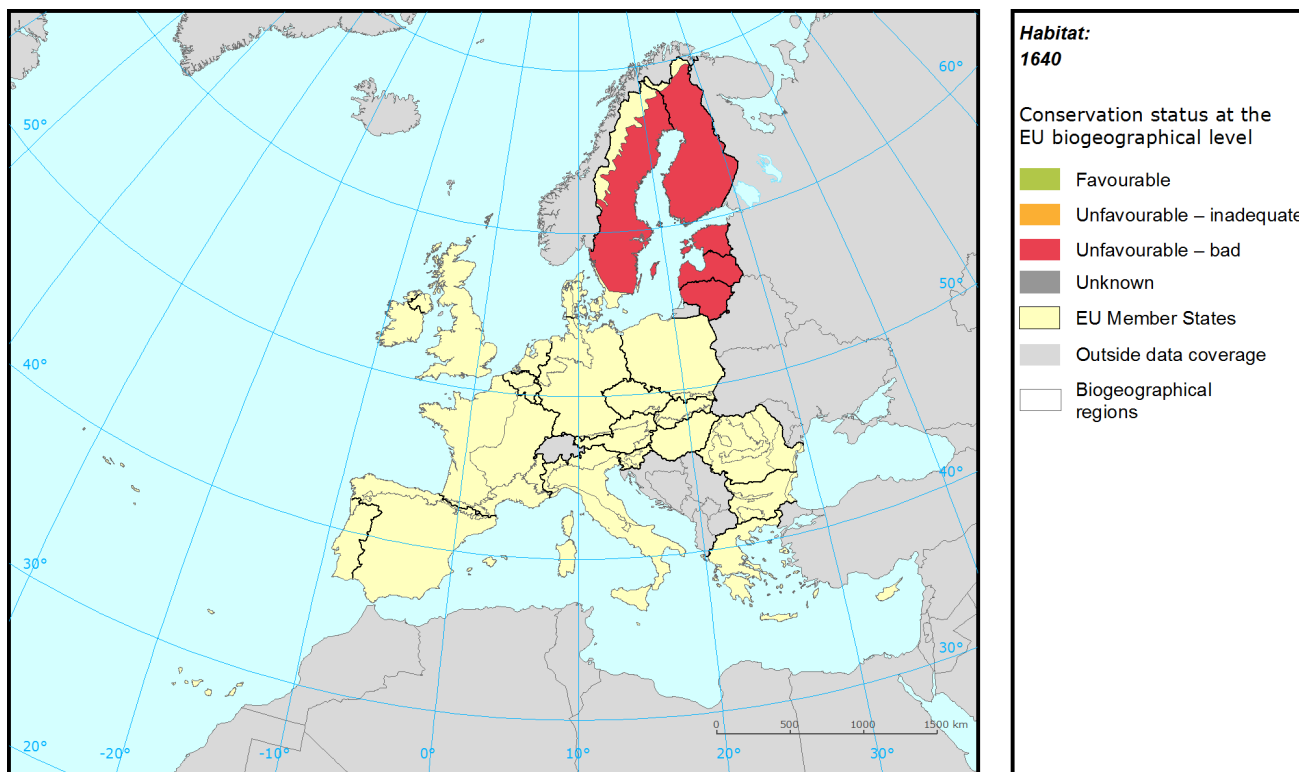 Habitat:
1640
Conservation status at the
EU biogeographical level
Favourable
Unfavourable – inadequate
Unfavourable – bad
Unknown
EU Member States
Outside data coverage
Biogeographical
regions
60°
50°
50°
40°
40°
30°
30°
0 500 1000 1500 km
20° -20° -10° 0° 10° 20° 30°